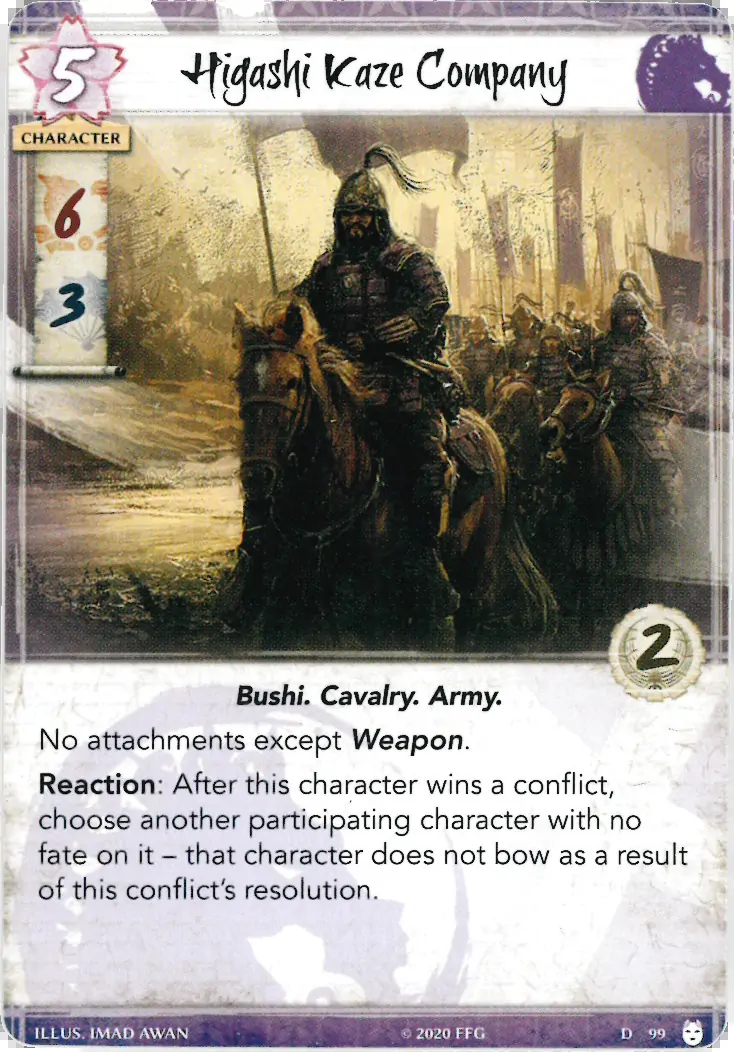 5
Higashi Kaze Company
CHARACTER
6
3
2
Bushi. Cavalry. Army.
No attachments except Weapon.
Reaction: After this character wins a conflict,
choose another participating character with no
fate on it – that character does not bow as a result
of this conflict's resolution.
ILLUS. IMAD AWAN © 2020 FFG D 99